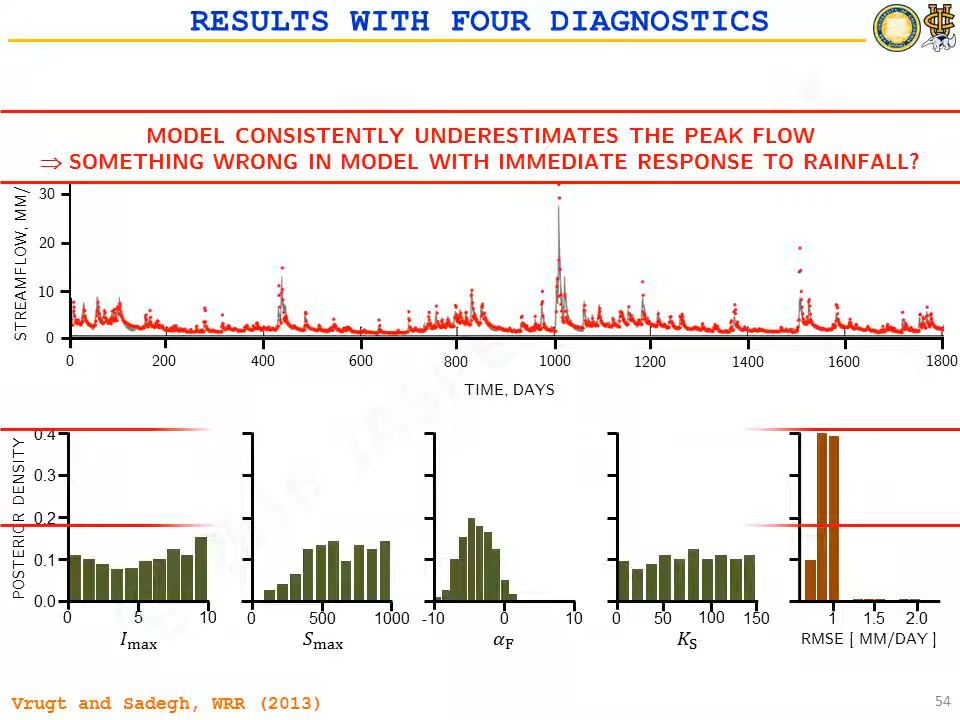 RESULTS WITH FOUR DIAGNOSTICS
MODEL CONSISTENTLY UNDERESTIMATES THE PEAK FLOW
⇒ SOMETHING WRONG IN MODEL WITH IMMEDIATE RESPONSE TO RAINFALL?
STREAMFLOW, MM/
30
20
10
0
0 200 400 600 800 1000 1200 1400 1600 1800
TIME, DAYS
POSTERIOR DENSITY
0.4
0.3
0.2
0.1
0.0
0 5 10 0 500 1000 -10 0 10 0 50 100 150 1 1.5 2.0
I_max S_max α_F K_S RMSE [ MM/DAY ]
Vrugt and Sadegh, WRR (2013)
54